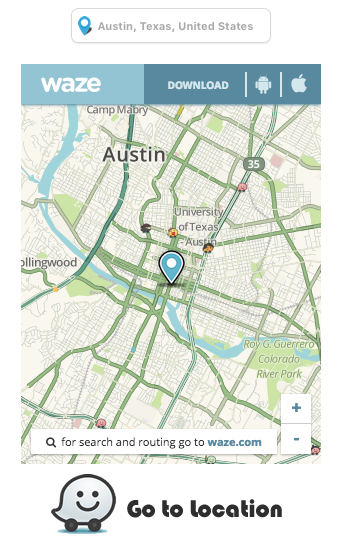 Austin, Texas, United States
waze
DOWNLOAD
Camp Mabry
Austin
35
University
of Texas
- Austin
ollingwood
Roy G. Guerrero
Colorado
River Park
+
for search and routing go to waze.com
-
Go to Location